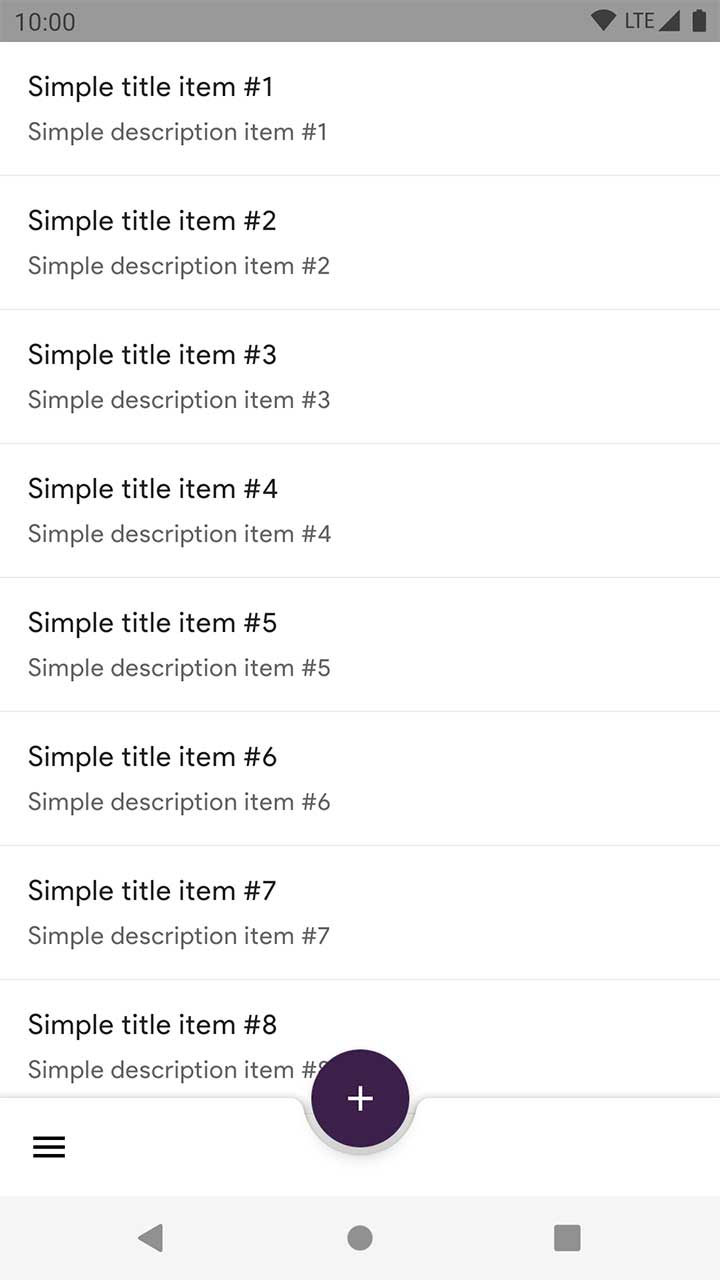 10:00 LTE
Simple title item #1
Simple description item #1
Simple title item #2
Simple description item #2
Simple title item #3
Simple description item #3
Simple title item #4
Simple description item #4
Simple title item #5
Simple description item #5
Simple title item #6
Simple description item #6
Simple title item #7
Simple description item #7
Simple title item #8
Simple description item #8